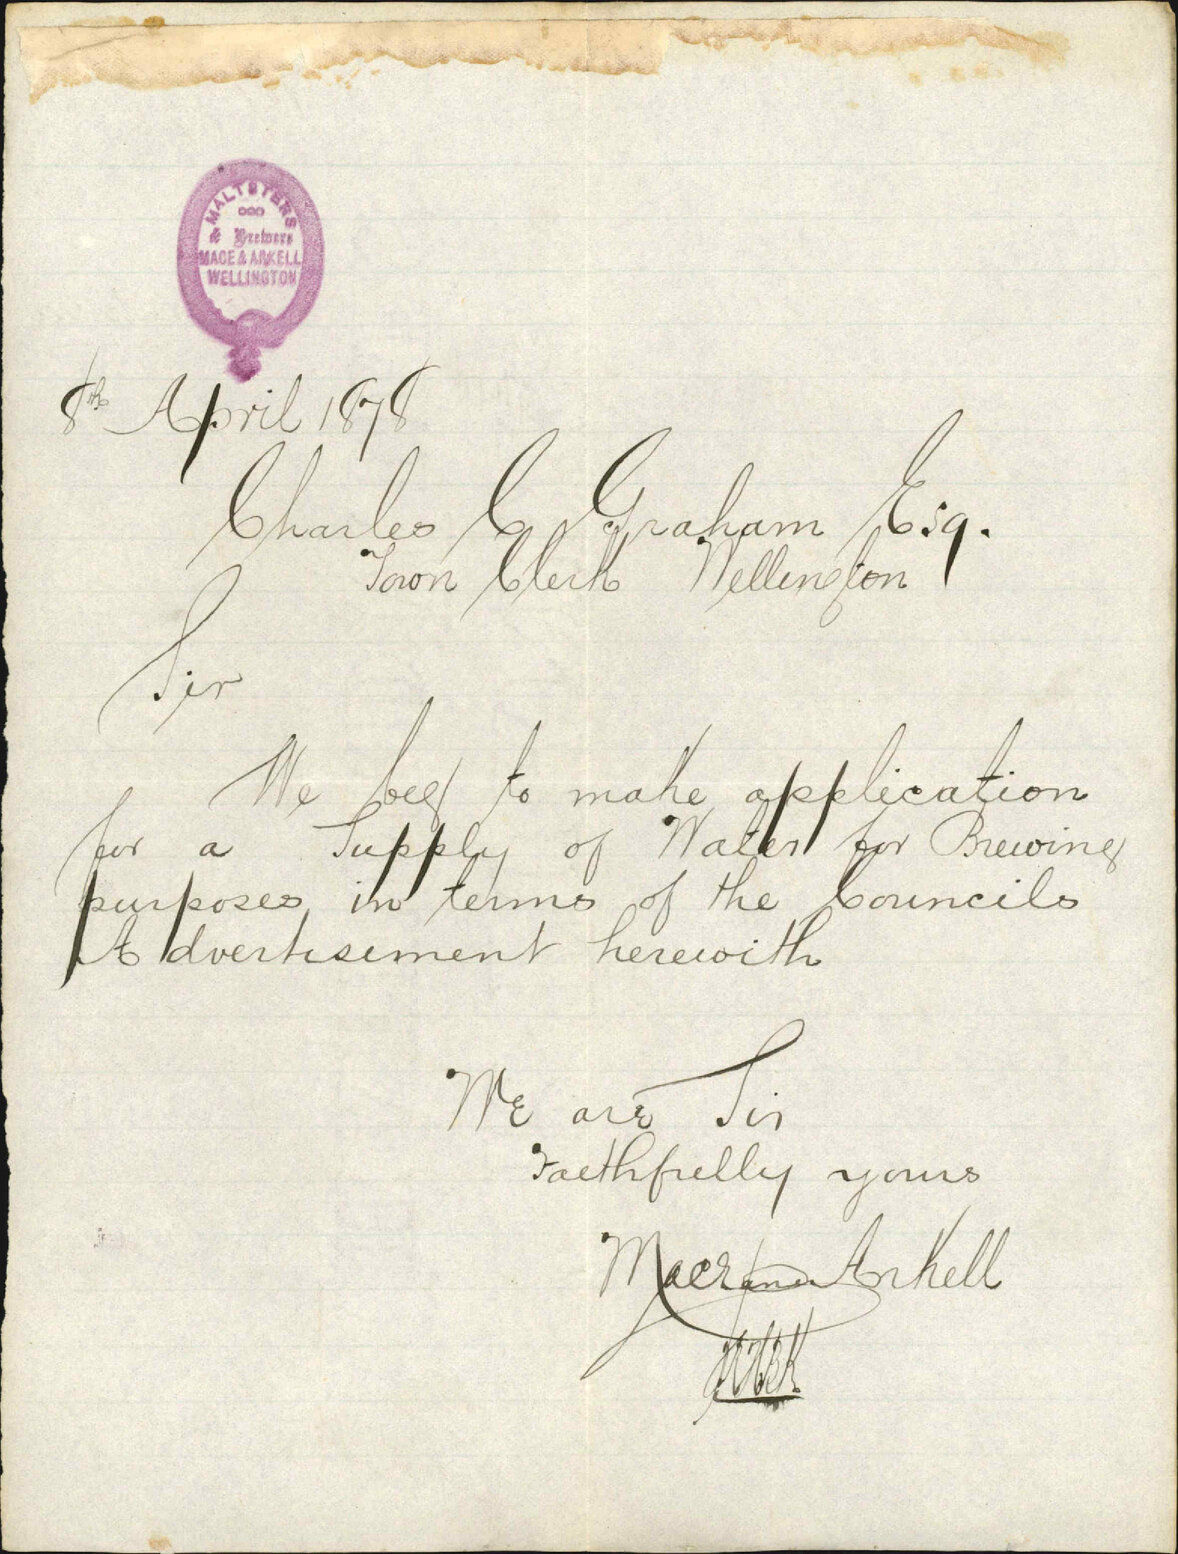 MALTSTERS
& Brewers
MACE & ARKELL
WELLINGTON
8th April 1878
Charles C Graham Esq.
Town Clerk Wellington
Sir
We beg to make application
for a Supply of Water for Brewing
purposes in terms of the Councils
Advertisement herewith
We are Sir
Faithfully yours
Mace and Arkell